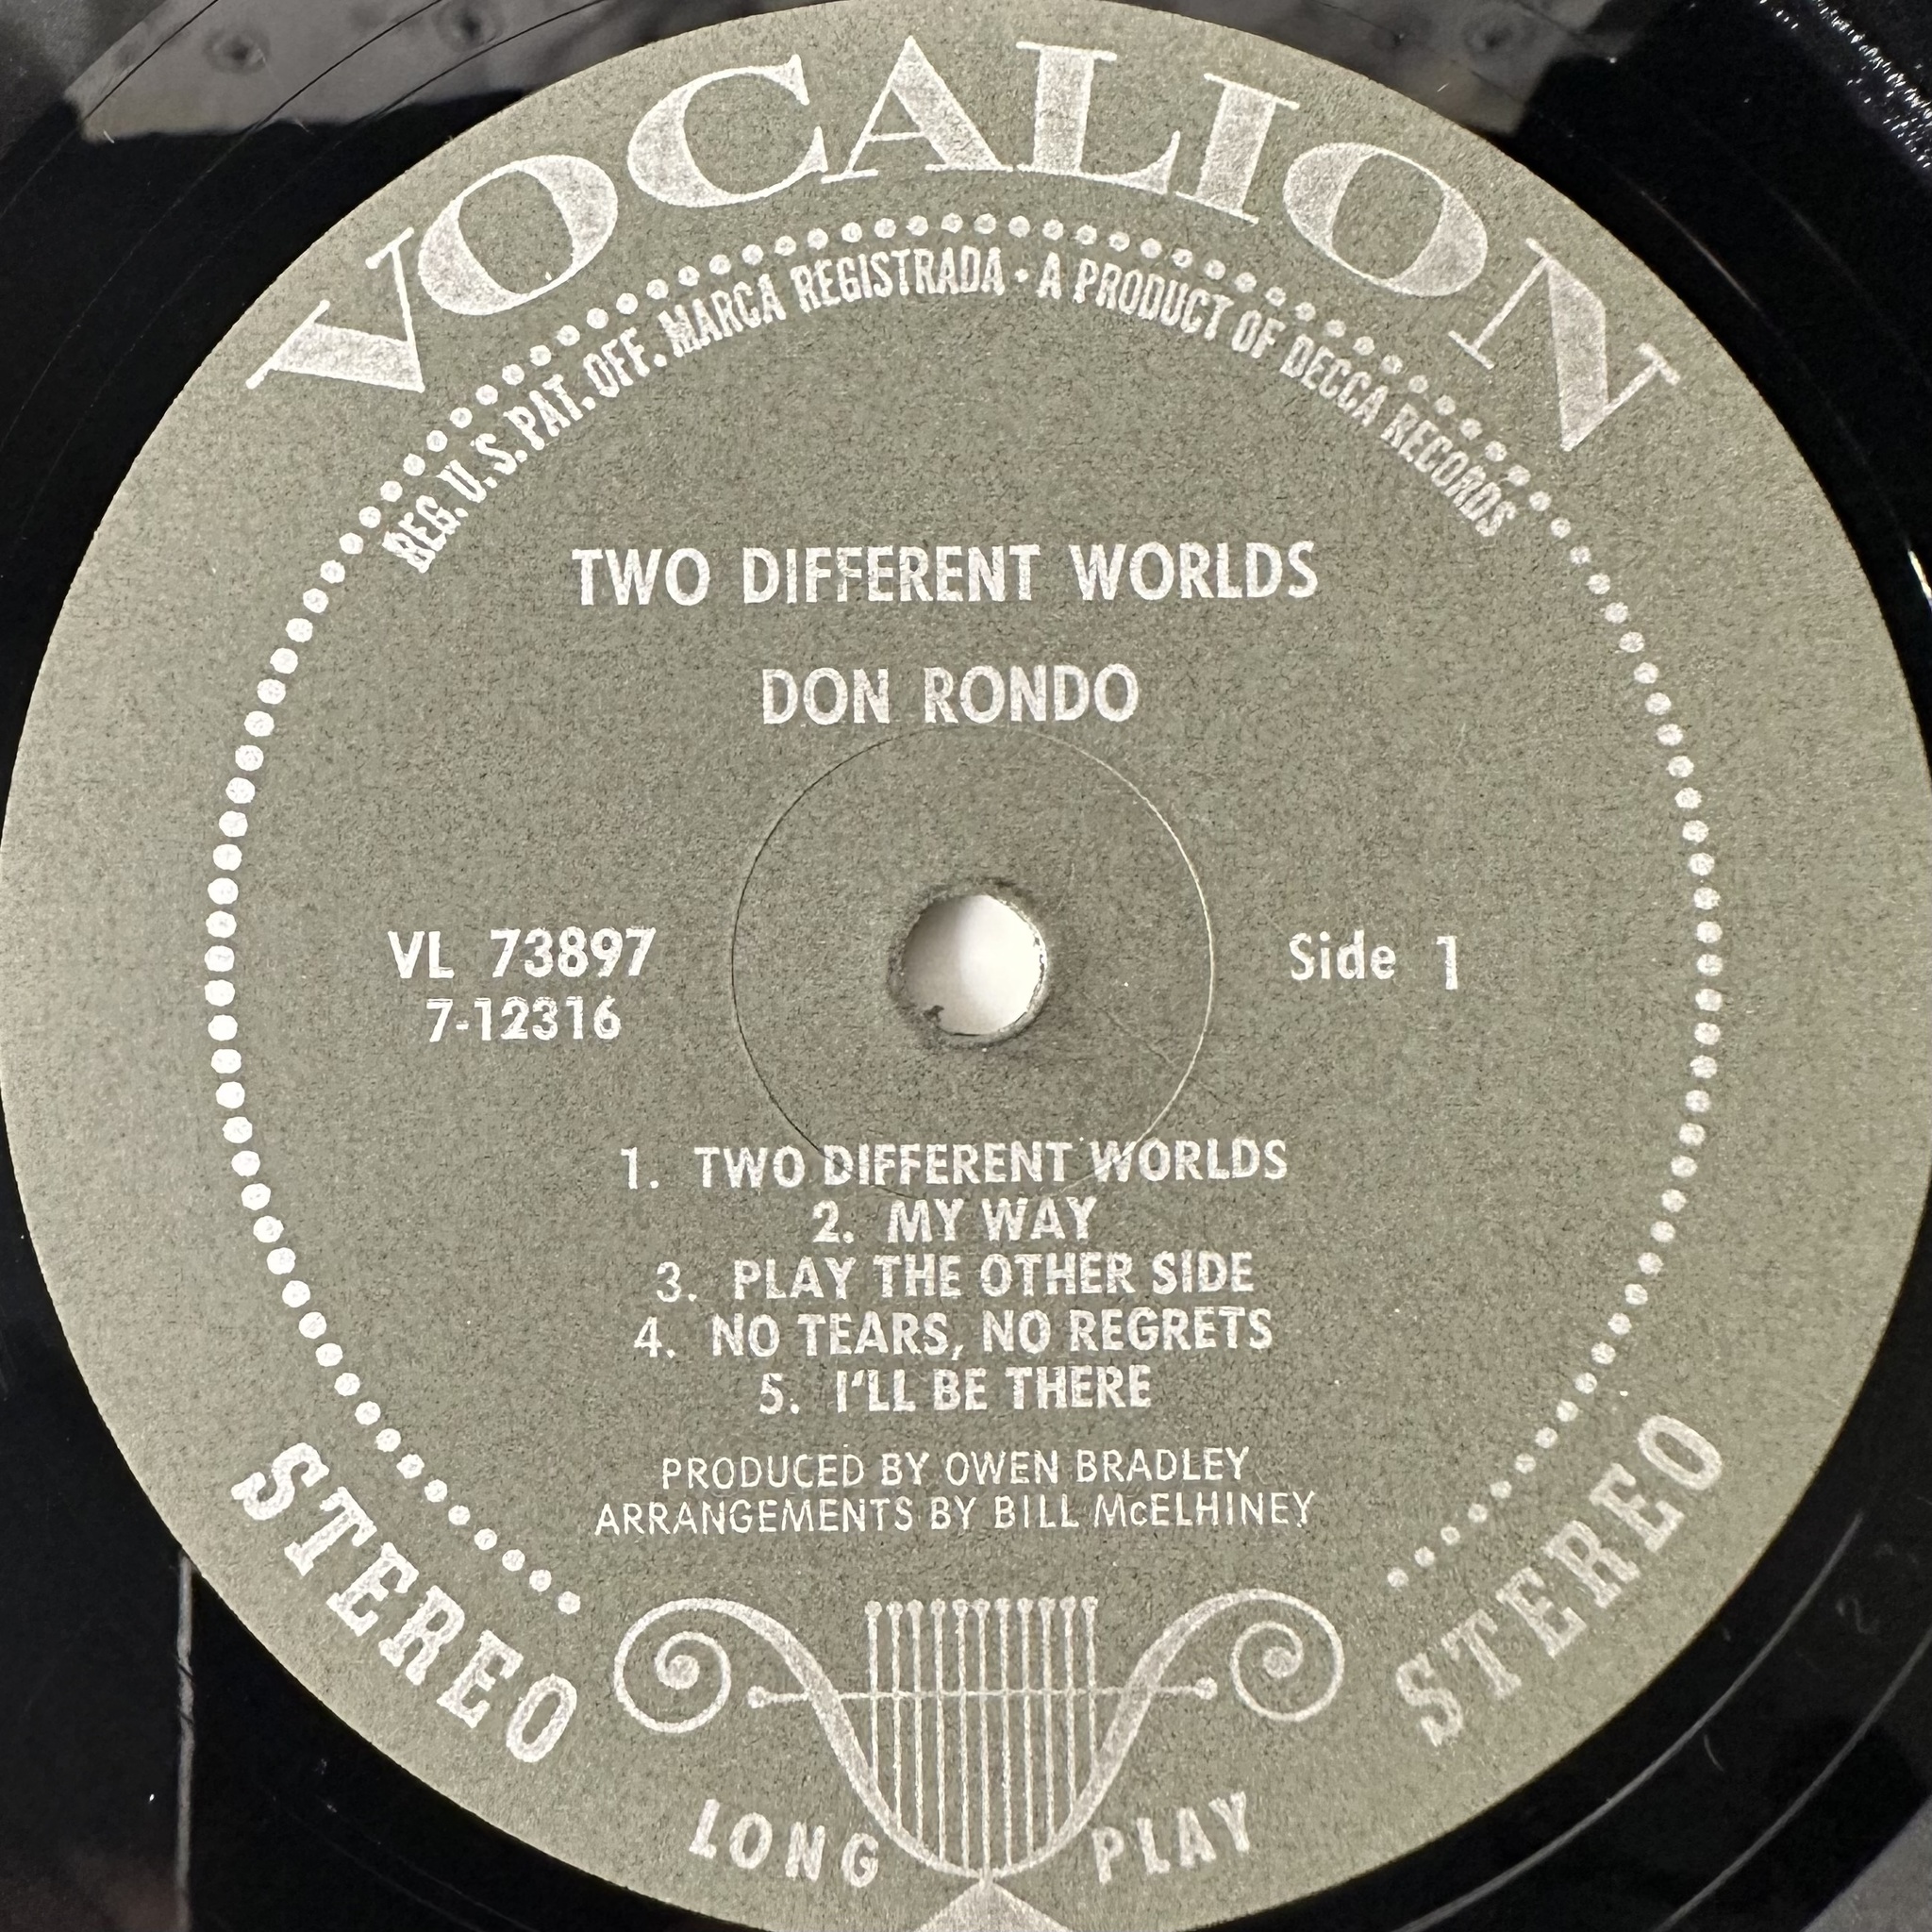 VOCALION
REG. U.S. PAT. OFF. MARCA REGISTRADA · A PRODUCT OF DECCA RECORDS
TWO DIFFERENT WORLDS
DON RONDO
VL 73897
7-12316
Side 1
1. TWO DIFFERENT WORLDS
2. MY WAY
3. PLAY THE OTHER SIDE
4. NO TEARS, NO REGRETS
5. I'LL BE THERE
PRODUCED BY OWEN BRADLEY
ARRANGEMENTS BY BILL McELHINEY
STEREO
STEREO
LONG PLAY